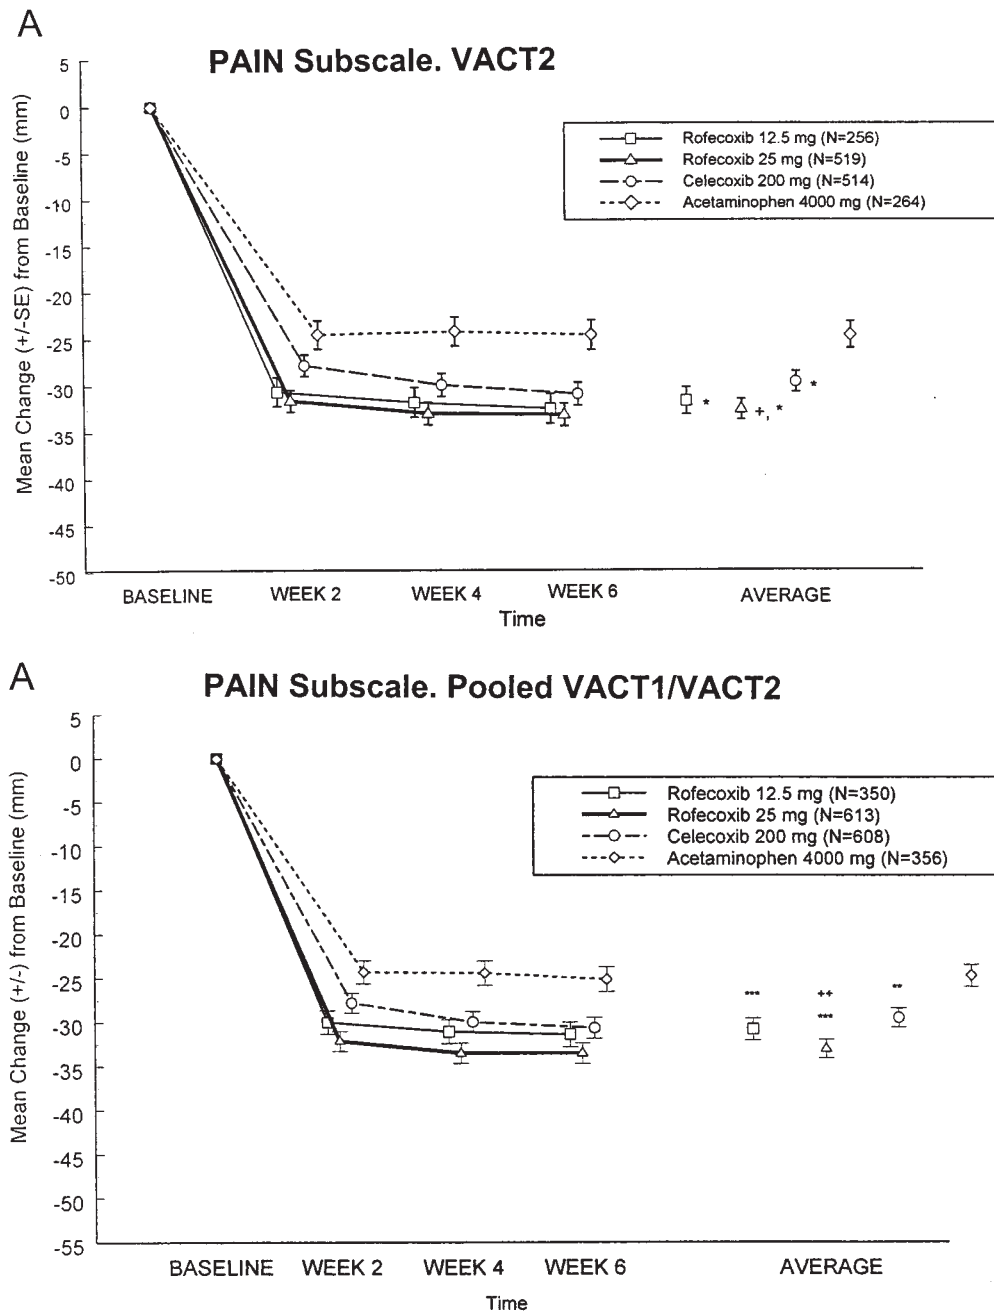 A
PAIN Subscale. VACT2
5
0
-5
-10
-15
-20
-25
-30
-35
-40
-45
-50
Mean Change (+/-SE) from Baseline (mm)
Rofecoxib 12.5 mg (N=256)
Rofecoxib 25 mg (N=519)
Celecoxib 200 mg (N=514)
Acetaminophen 4000 mg (N=264)
*
+, *
*
BASELINE WEEK 2 WEEK 4 WEEK 6 AVERAGE
Time
A
PAIN Subscale. Pooled VACT1/VACT2
5
0
-5
-10
-15
-20
-25
-30
-35
-40
-45
-50
-55
Mean Change (+/-) from Baseline (mm)
Rofecoxib 12.5 mg (N=350)
Rofecoxib 25 mg (N=613)
Celecoxib 200 mg (N=608)
Acetaminophen 4000 mg (N=356)
*** ++ **
***
BASELINE WEEK 2 WEEK 4 WEEK 6 AVERAGE
Time